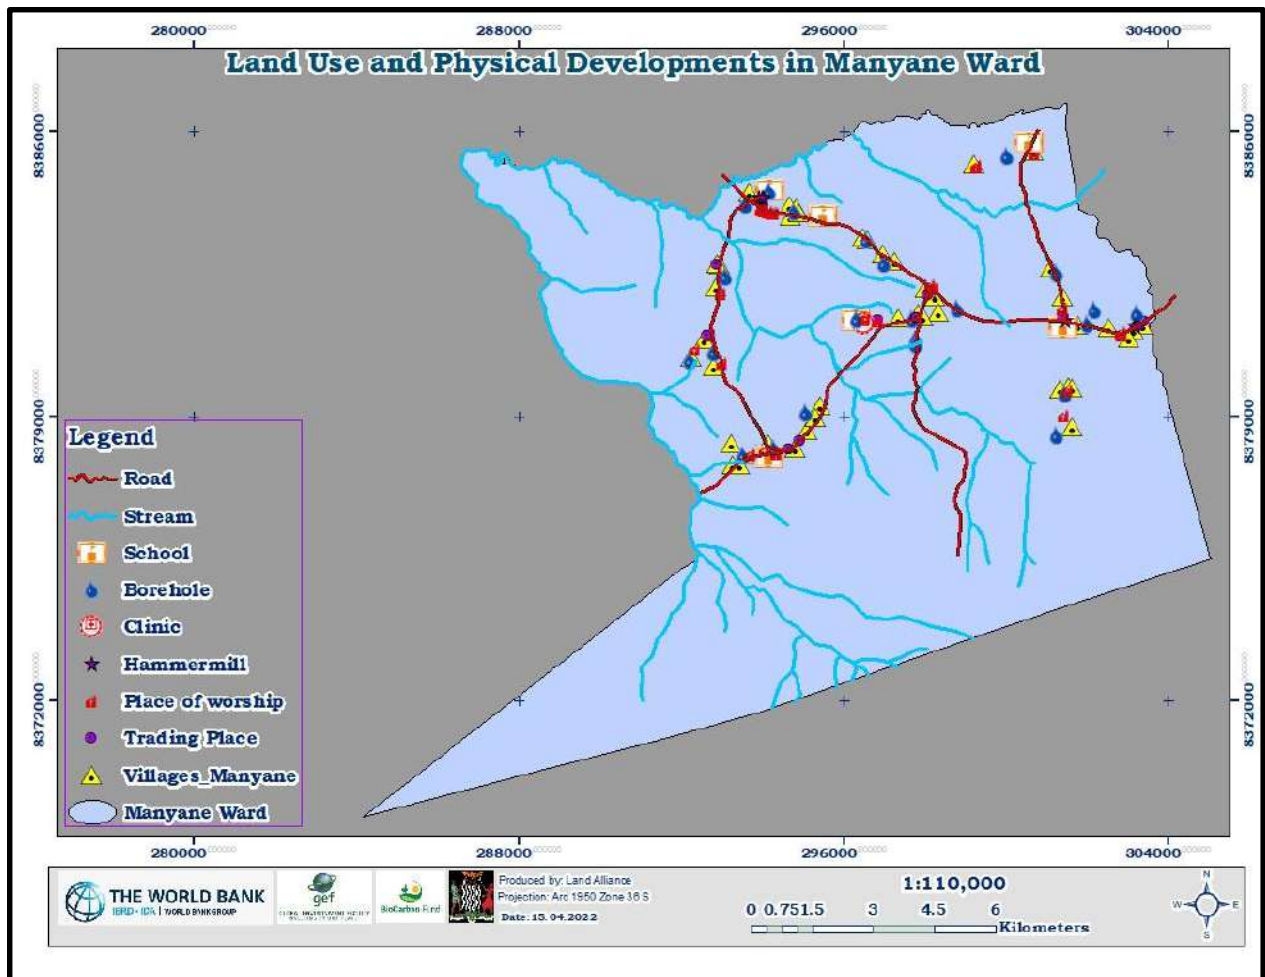 280000 288000 296000 304000
Land Use and Physical Developments in Manyane Ward
8386000 8386000
8379000 8379000
8372000 8372000
Legend
Road
Stream
School
Borehole
Clinic
Hammermill
Place of worship
Trading Place
Villages_Manyane
Manyane Ward
280000 288000 296000 304000
THE WORLD BANK
IBRD • IDA | WORLD BANK GROUP
gef
BioCarbon Fund
Produced by: Land Alliance
Projection: Arc 1950 Zone 36 S
Date: 15.04.2022
1:110,000
0 0.75 1.5 3 4.5 6
Kilometers
N
W E
S